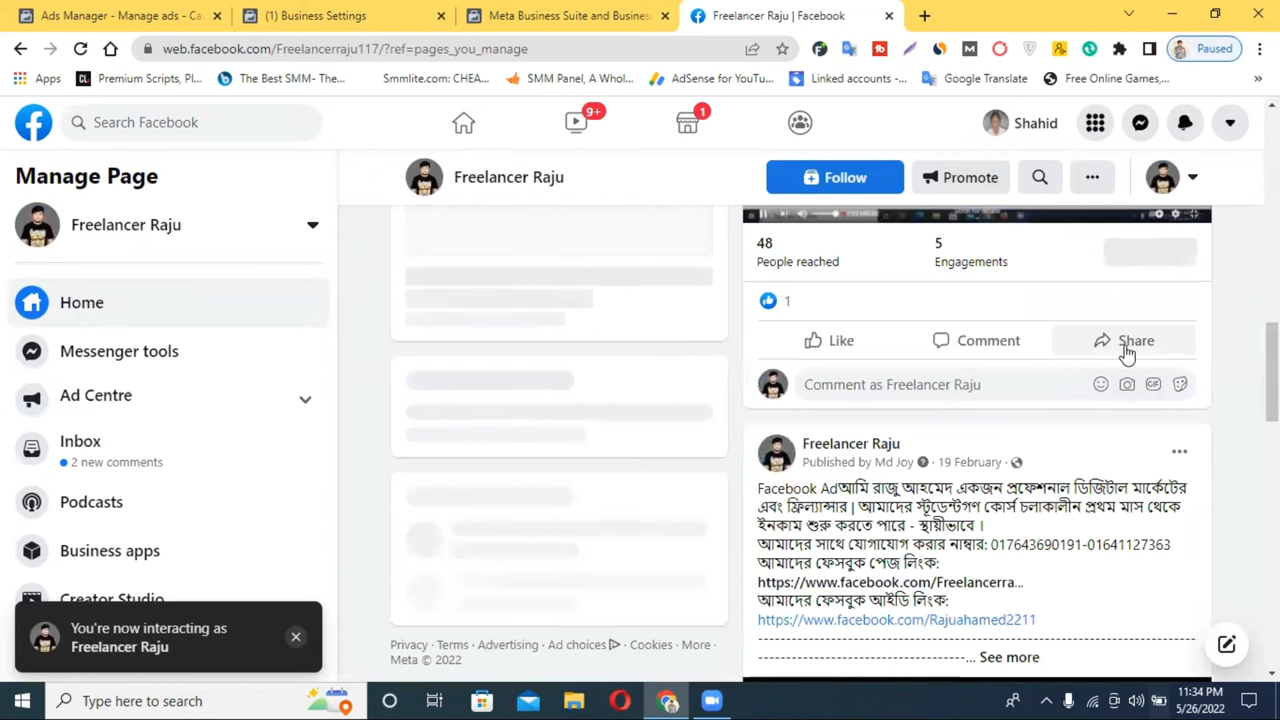 Ads Manager - Manage ads - Ca
(1) Business Settings
Meta Business Suite and Busines
Freelancer Raju | Facebook
web.facebook.com/Freelancerraju117/?ref=pages_you_manage
Paused
Apps
Premium Scripts, Pl...
The Best SMM- The...
Smmlite.com: CHEA...
SMM Panel, A Whol...
AdSense for YouTu...
Linked accounts -...
Google Translate
Free Online Games,...
Search Facebook
9+
1
Shahid
Manage Page
Freelancer Raju
Follow
Promote
Freelancer Raju
48
5
People reached
Engagements
1
Home
Like
Comment
Share
Messenger tools
Comment as Freelancer Raju
GIF
Ad Centre
Inbox
2 new comments
Freelancer Raju
Published by Md Joy · 19 February ·
Podcasts
Facebook Adআমি রাজু আহমেদ একজন প্রফেশনাল ডিজিটাল মার্কেটের
এবং ফ্রিল্যান্সার | আমাদের স্টুডেন্টগণ কোর্স চলাকালীন প্রথম মাস থেকে
ইনকাম শুরু করতে পারে - স্থায়ীভাবে ।
আমাদের সাথে যোগাযোগ করার নাম্বার: 017643690191-01641127363
Business apps
আমাদের ফেসবুক পেজ লিংক:
https://www.facebook.com/Freelancerra...
আমাদের ফেসবুক আইডি লিংক:
https://www.facebook.com/Rajuahamed2211
Creator Studio
You're now interacting as
Freelancer Raju
Privacy · Terms · Advertising · Ad choices · Cookies · More ·
Meta © 2022
... See more
Type here to search
11:34 PM
5/26/2022